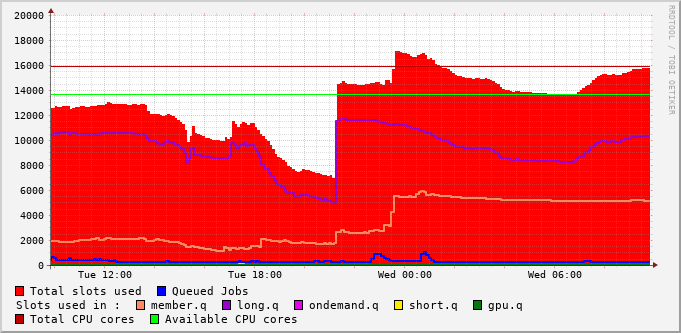 RRDTOOL / TOBI OETIKER
20000
18000
16000
14000
12000
10000
8000
6000
4000
2000
0
Tue 12:00 Tue 18:00 Wed 00:00 Wed 06:00
Total slots used Queued Jobs
Slots used in : member.q long.q ondemand.q short.q gpu.q
Total CPU cores Available CPU cores